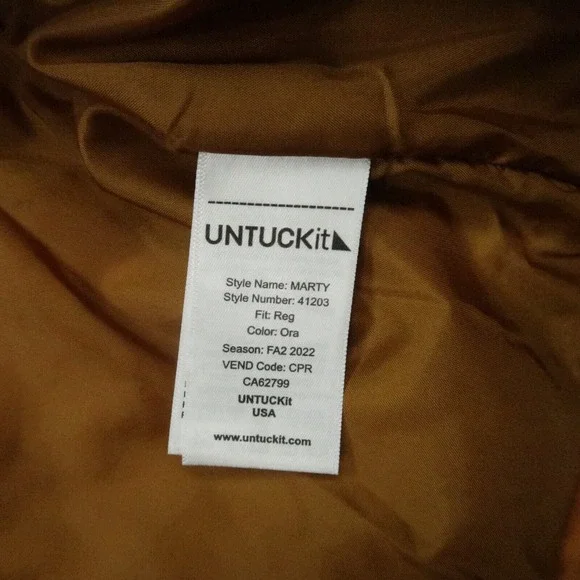 UNTUCKit
Style Name: MARTY
Style Number: 41203
Fit: Reg
Color: Ora
Season: FA2 2022
VEND Code: CPR
CA62799
UNTUCKit
USA
www.untuckit.com